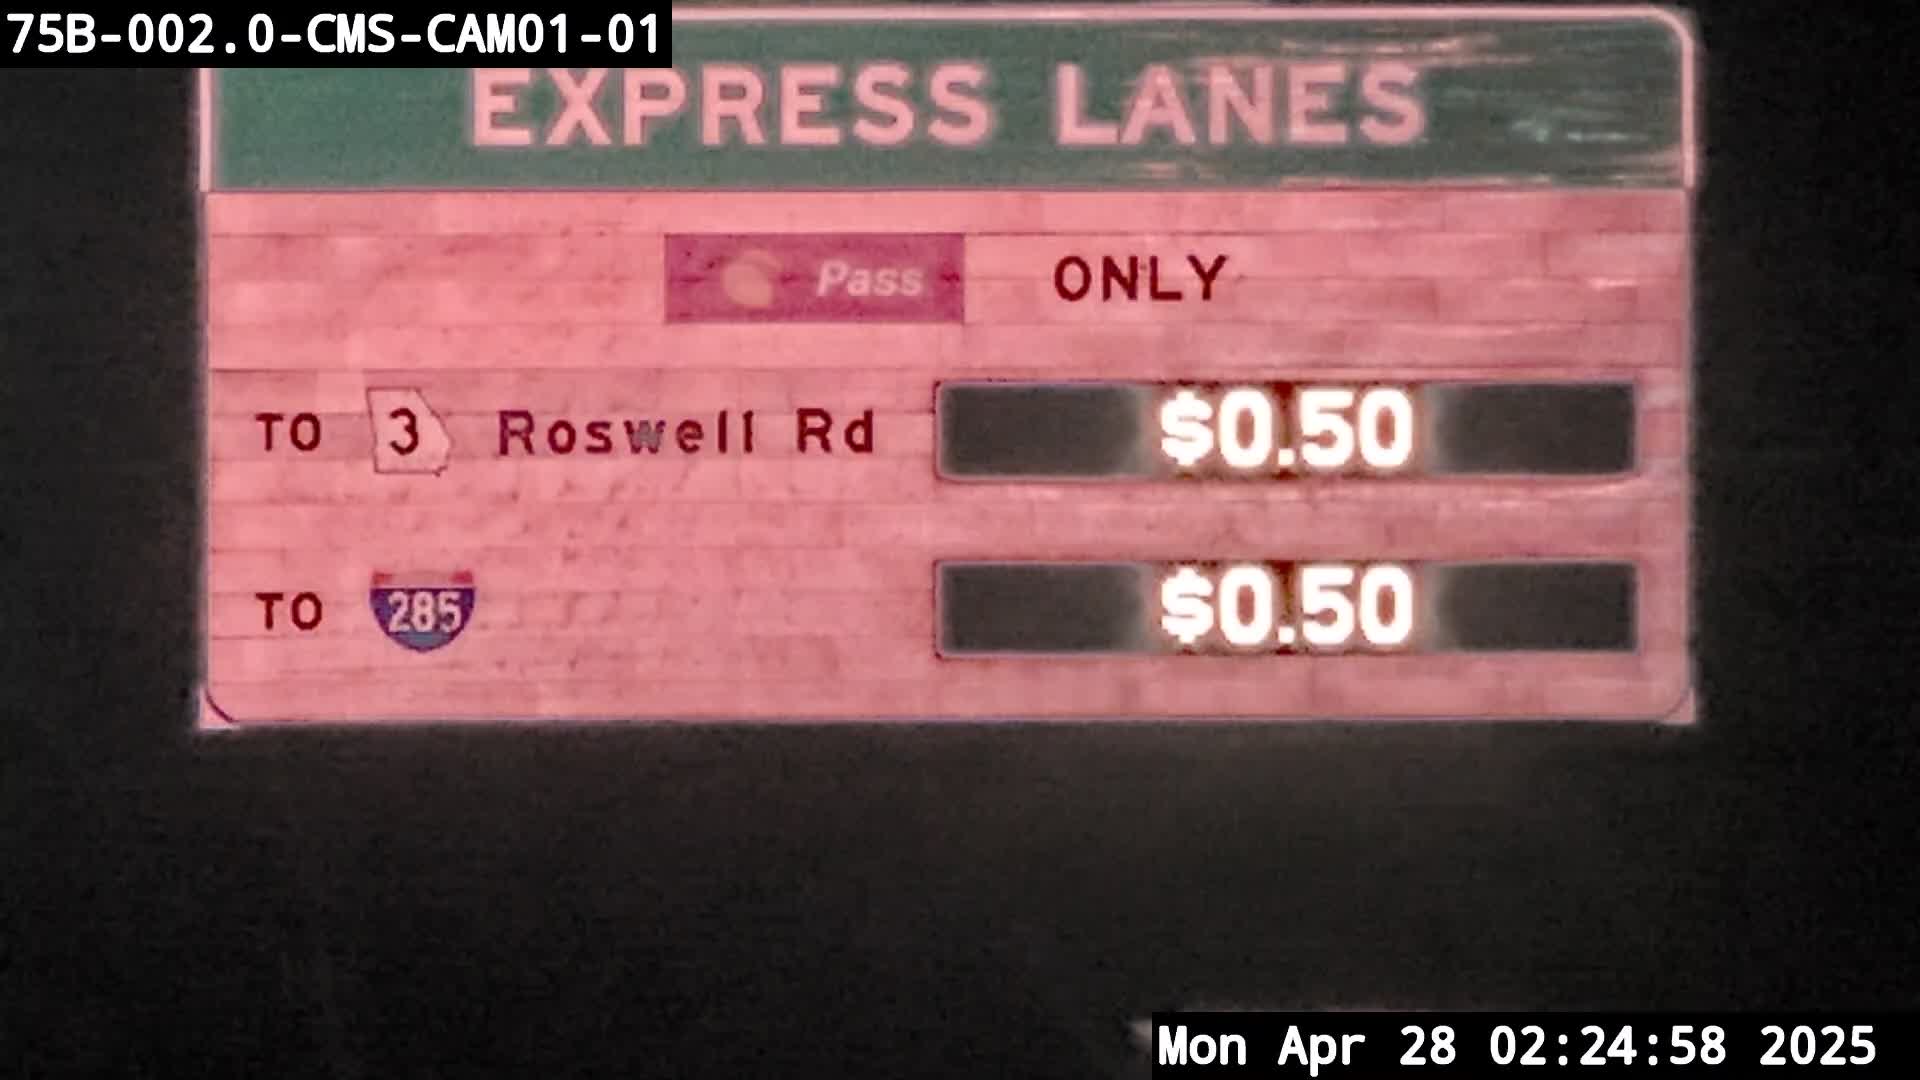 75B-002.0-CMS-CAM01-01
EXPRESS LANES
Pass ONLY
TO 3 Roswell Rd $0.50
TO 285 $0.50
Mon Apr 28 02:24:58 2025